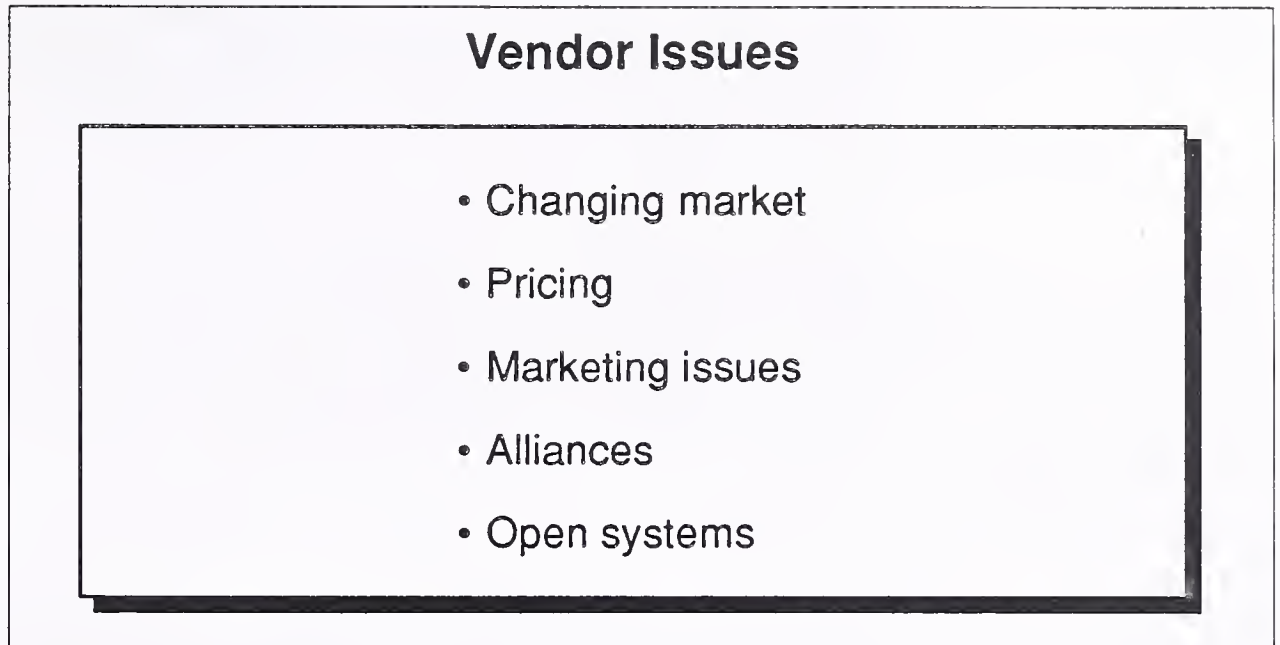 Vendor Issues
• Changing market
• Pricing
• Marketing issues
• Alliances
• Open systems